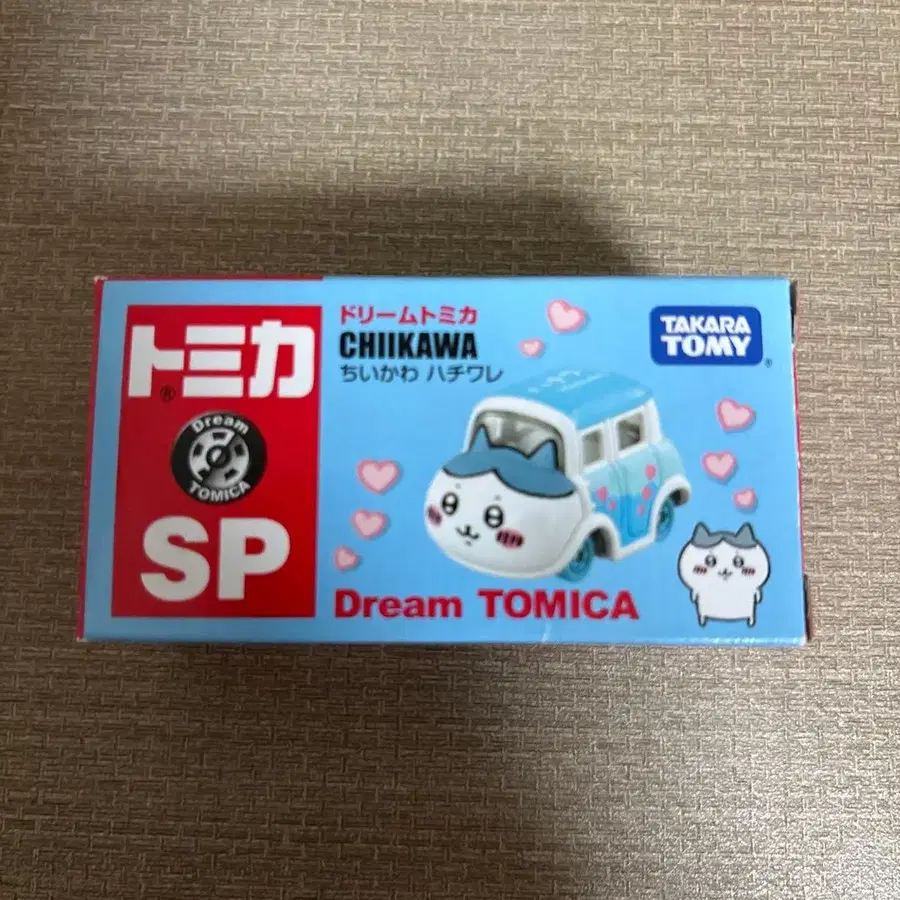 トミカ®
Dream
TOMICA
SP
ドリームトミカ
CHIIKAWA
ちいかわ ハチワレ
TAKARA
TOMY®
Dream TOMICA